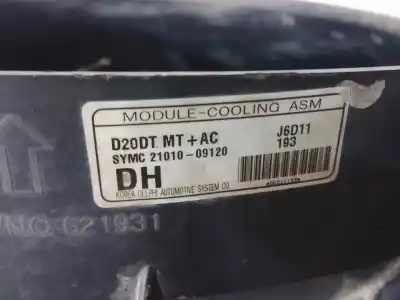 MODULE-COOLING ASM
D20DT MT+AC J6D11
SYMC 21010-09120 193
DH
KOREA DELPHI AUTOMOTIVE SYSTEM CO
NO G21931